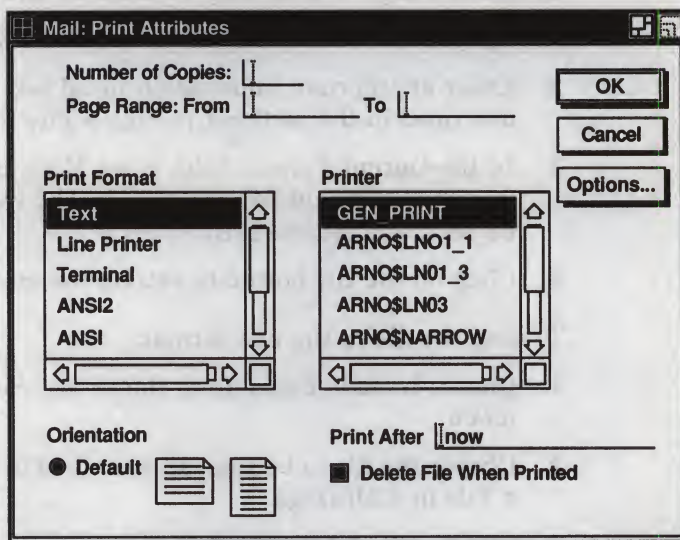 Mail: Print Attributes
Number of Copies:
Page Range: From To
OK
Cancel
Options...
Print Format
Text
Line Printer
Terminal
ANSI2
ANSI
Printer
GEN_PRINT
ARNO$LNO1_1
ARNO$LN01_3
ARNO$LN03
ARNO$NARROW
Orientation
Default
Print After now
Delete File When Printed